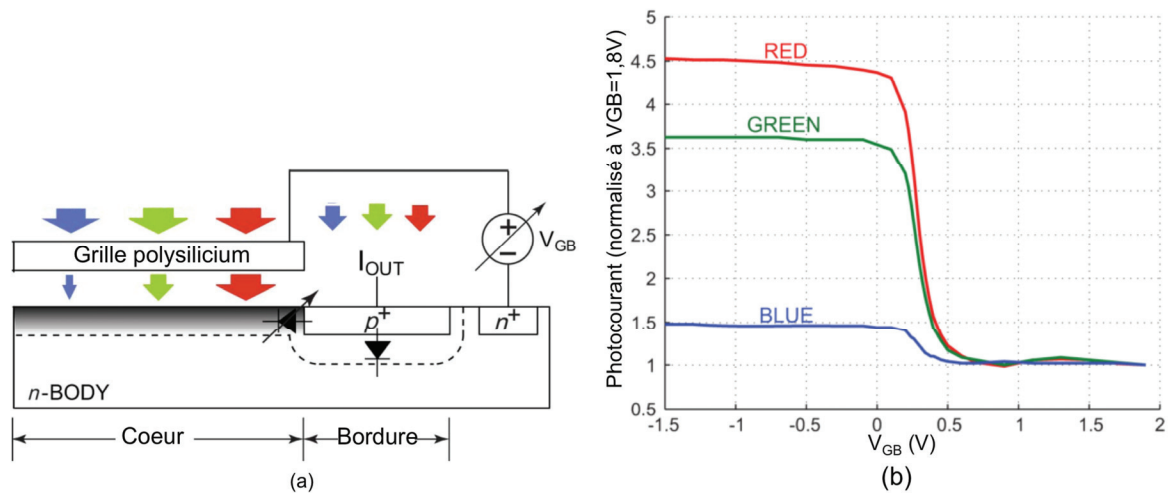 Grille polysilicium
V_GB
I_OUT
p+
n+
n-BODY
Coeur
Bordure
(a)
Photocourant (normalisé à VGB=1,8V)
5
4.5
4
3.5
3
2.5
2
1.5
1
0.5
RED
GREEN
BLUE
-1.5 -1 -0.5 0 0.5 1 1.5 2
V_GB (V)
(b)